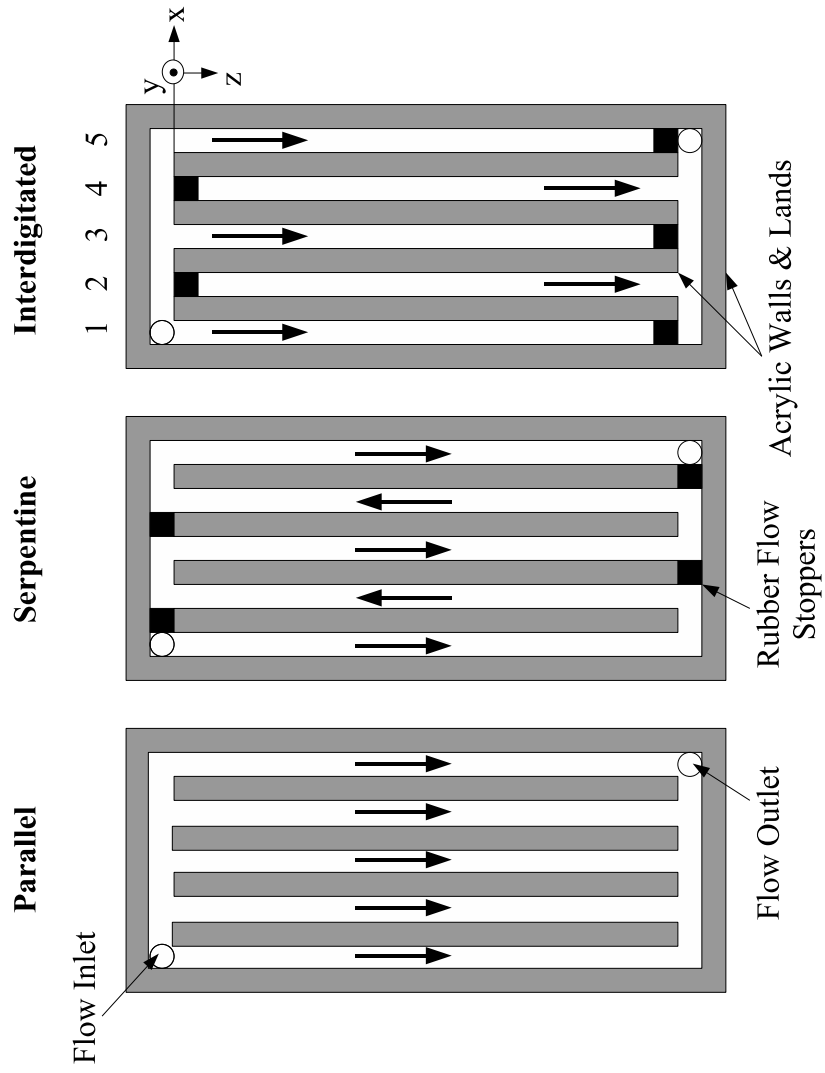 Parallel
Serpentine
Interdigitated
Flow Inlet
1 2 3 4 5
x
y
z
Flow Outlet
Rubber Flow
Stoppers
Acrylic Walls & Lands